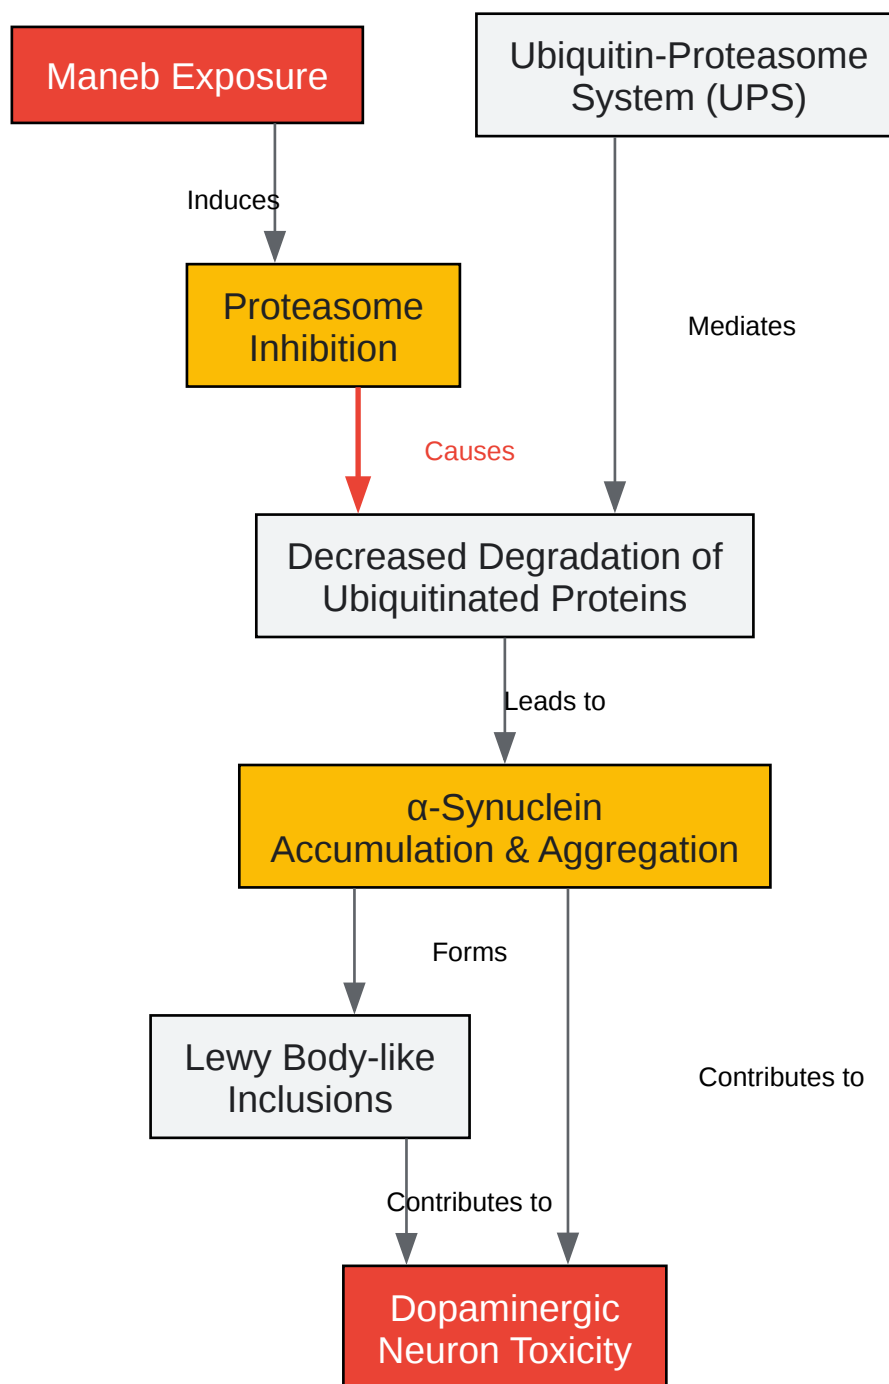 Maneb Exposure
Ubiquitin-Proteasome
System (UPS)
Induces
Proteasome
Inhibition
Mediates
Causes
Decreased Degradation of
Ubiquitinated Proteins
Leads to
α-Synuclein
Accumulation & Aggregation
Forms
Lewy Body-like
Inclusions
Contributes to
Contributes to
Dopaminergic
Neuron Toxicity